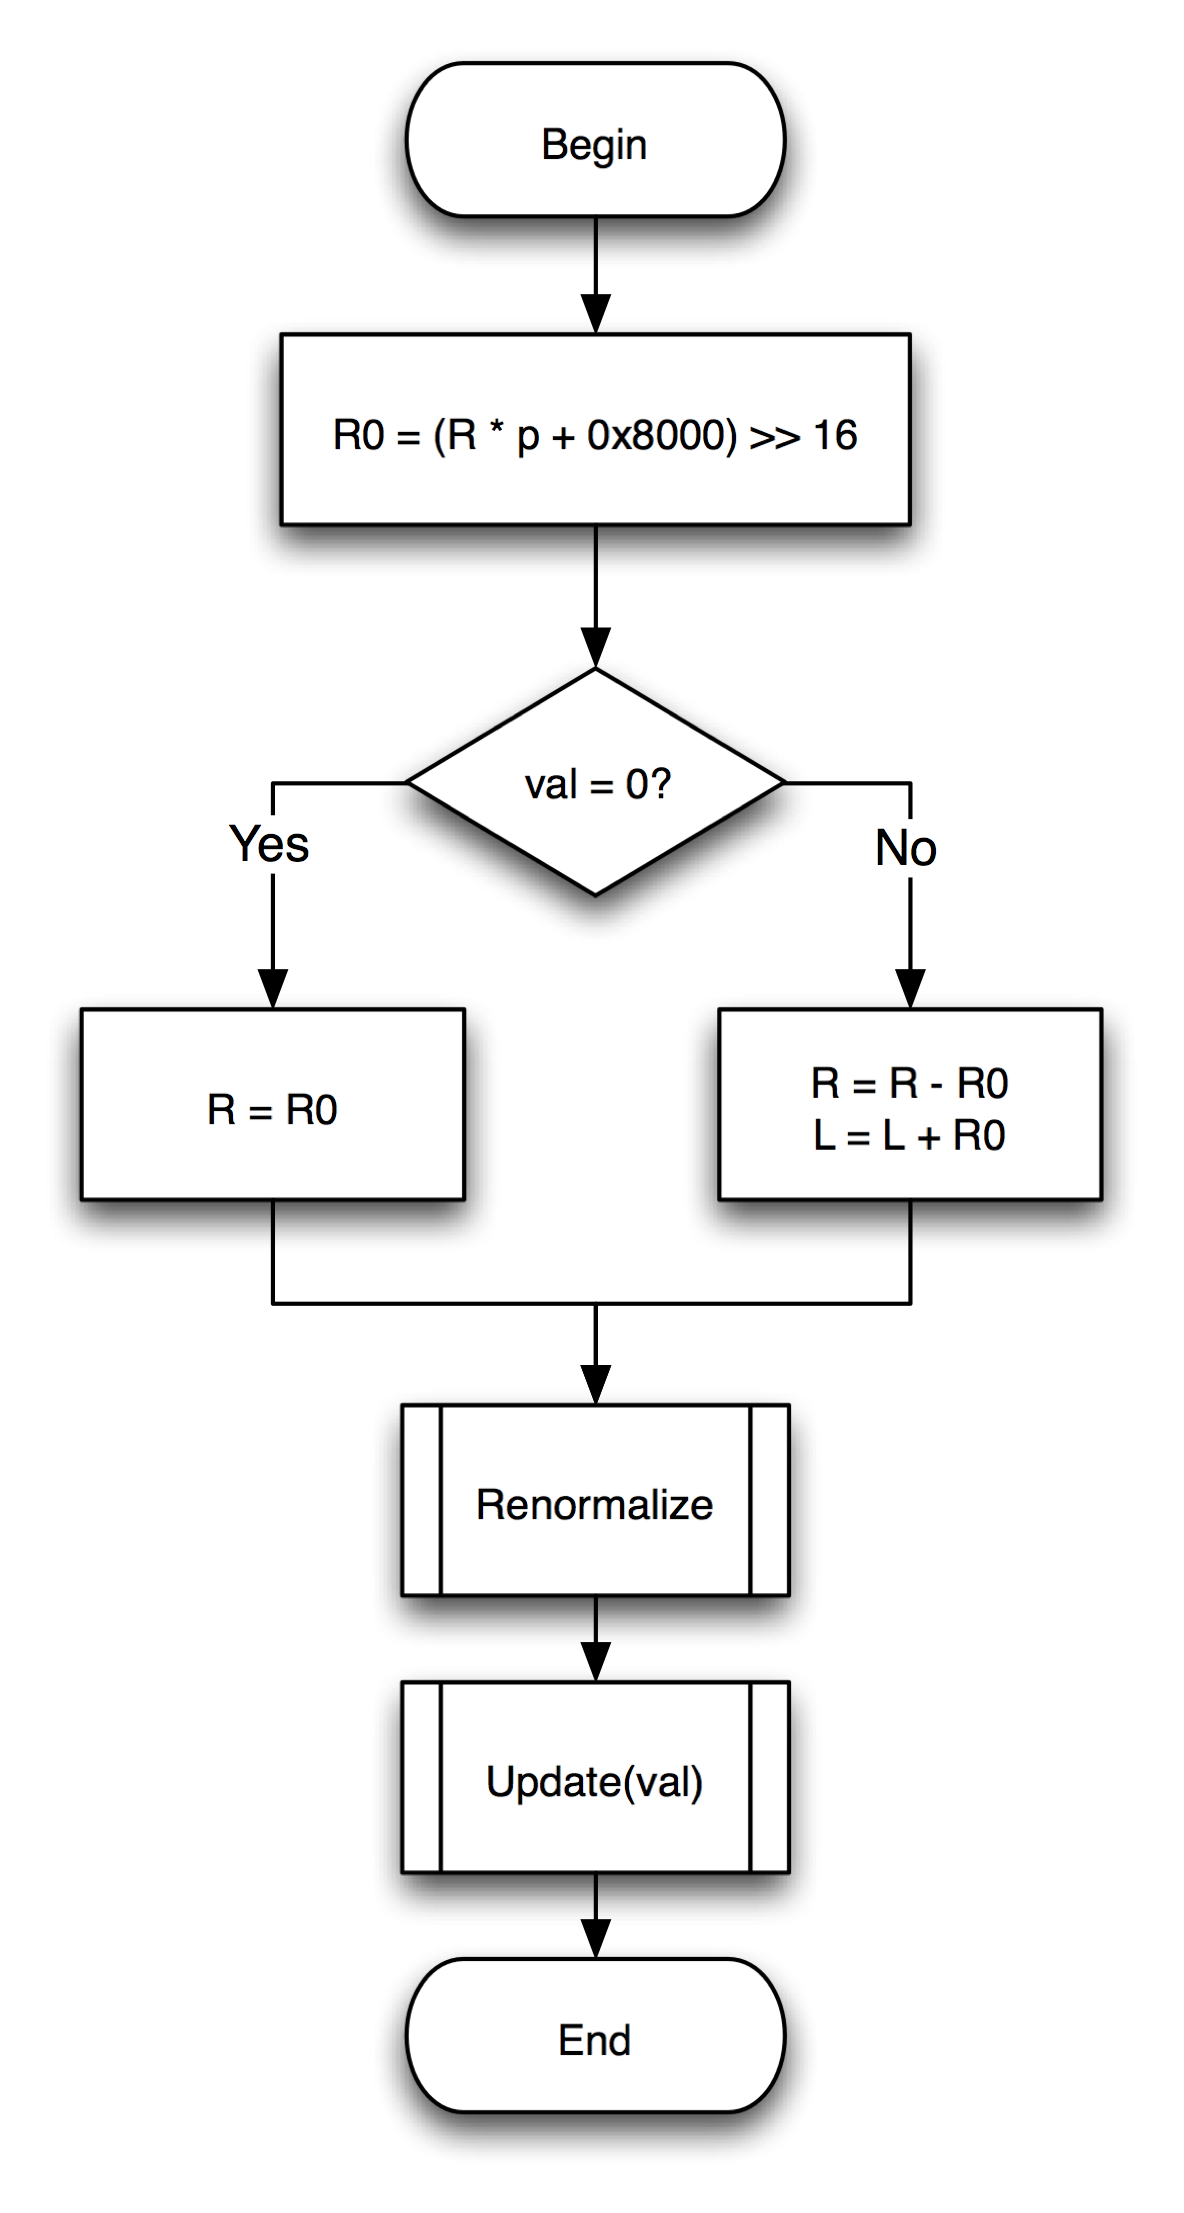 Begin
R0 = (R * p + 0x8000) >> 16
val = 0?
Yes
No
R = R0
R = R - R0
L = L + R0
Renormalize
Update(val)
End